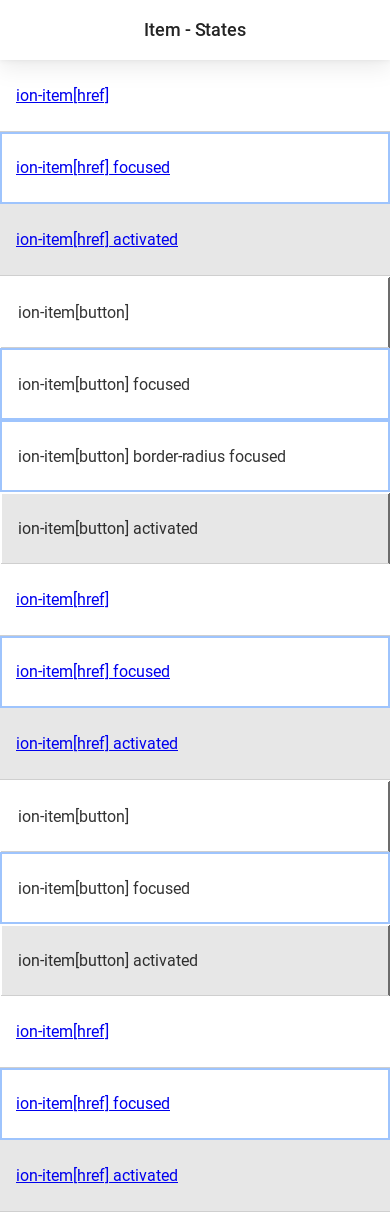 Item - States
ion-item[href]
ion-item[href] focused
ion-item[href] activated
ion-item[button]
ion-item[button] focused
ion-item[button] border-radius focused
ion-item[button] activated
ion-item[href]
ion-item[href] focused
ion-item[href] activated
ion-item[button]
ion-item[button] focused
ion-item[button] activated
ion-item[href]
ion-item[href] focused
ion-item[href] activated